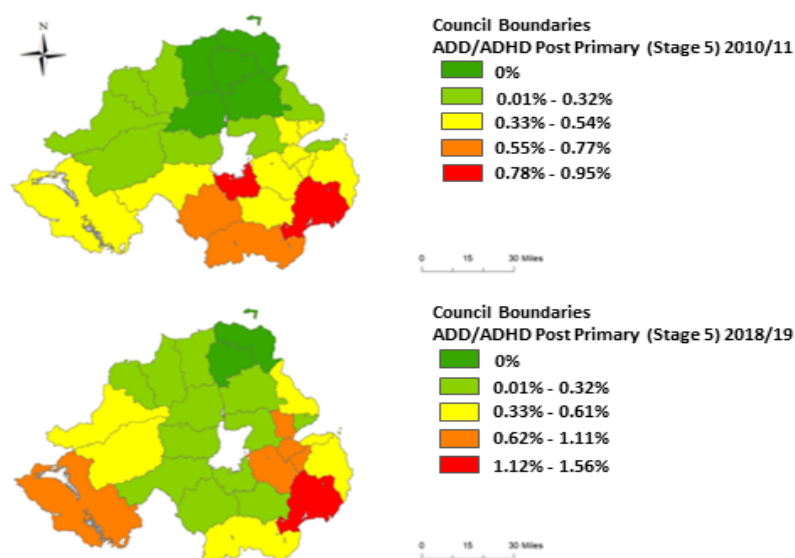 N
Council Boundaries
ADD/ADHD Post Primary (Stage 5) 2010/11
0%
0.01% - 0.32%
0.33% - 0.54%
0.55% - 0.77%
0.78% - 0.95%
0 15 30 Miles
Council Boundaries
ADD/ADHD Post Primary (Stage 5) 2018/19
0%
0.01% - 0.32%
0.33% - 0.61%
0.62% - 1.11%
1.12% - 1.56%
0 15 30 Miles